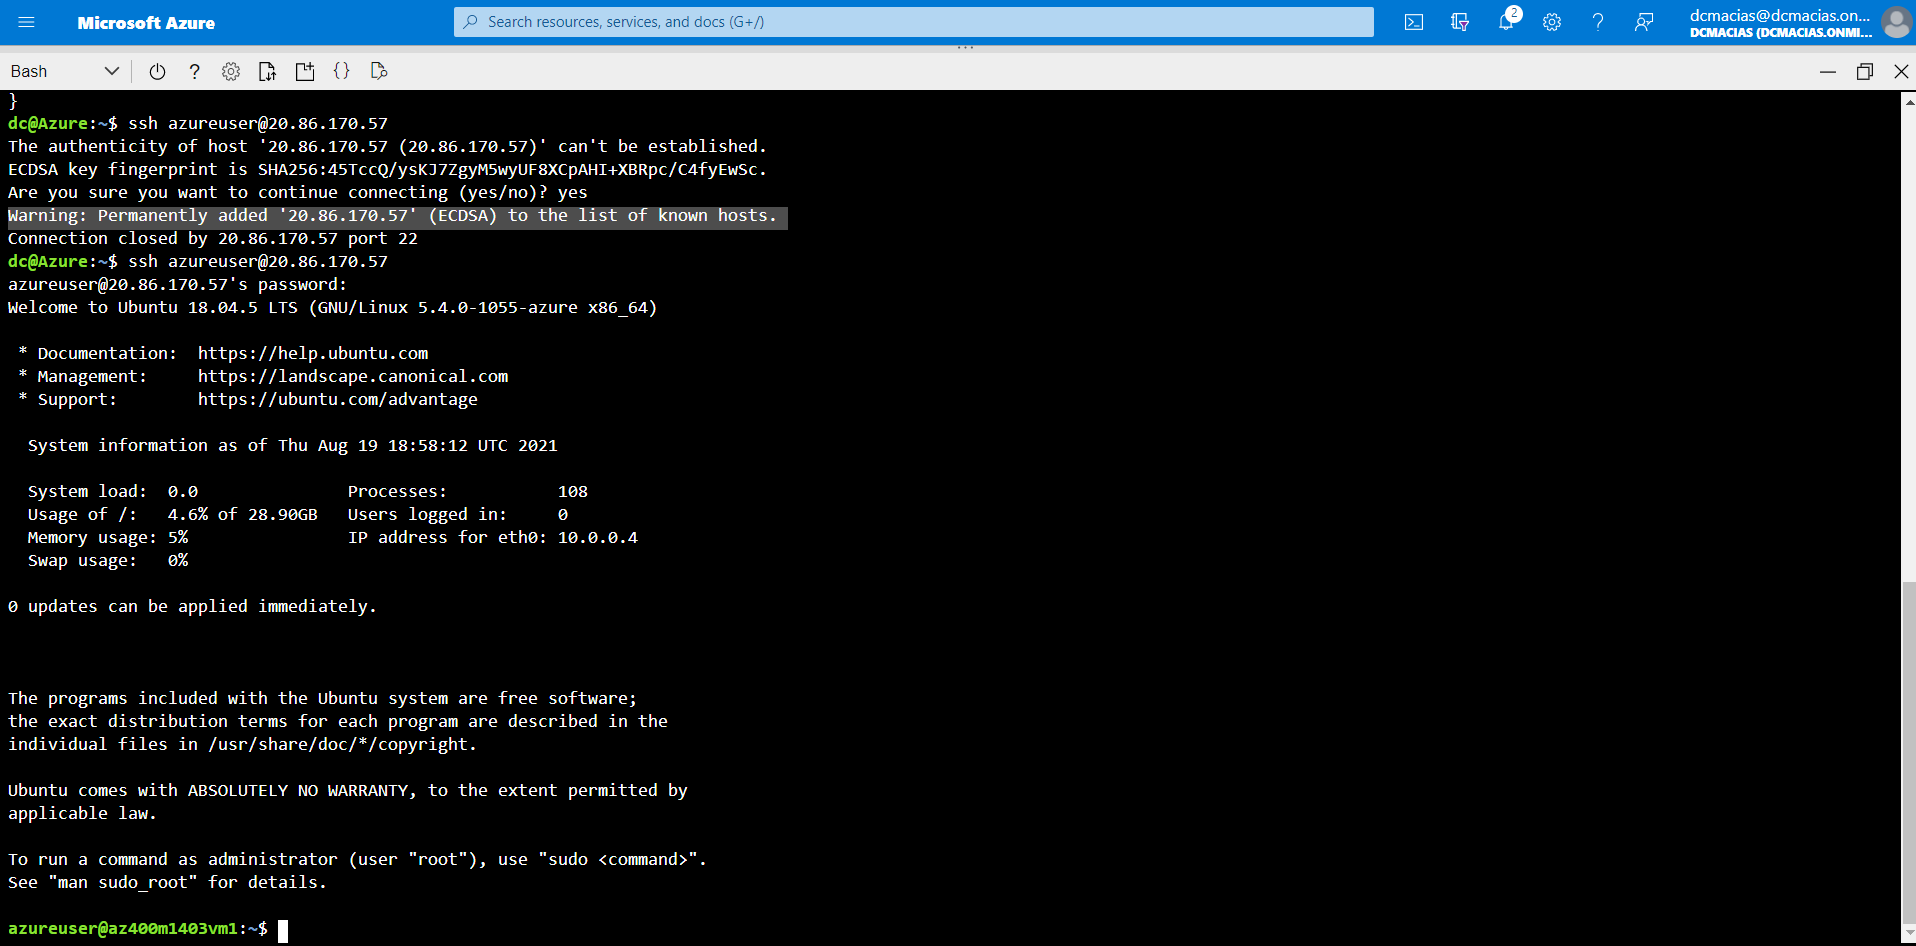 Microsoft Azure
Search resources, services, and docs (G+/)
2
dcmacias@dcmacias.on...
DCMACIAS (DCMACIAS.ONMI...
Bash
}
dc@Azure:~$ ssh azureuser@20.86.170.57
The authenticity of host '20.86.170.57 (20.86.170.57)' can't be established.
ECDSA key fingerprint is SHA256:45TccQ/ysKJ7ZgyM5wyUF8XCpAHI+XBRpc/C4fyEwSc.
Are you sure you want to continue connecting (yes/no)? yes
Warning: Permanently added '20.86.170.57' (ECDSA) to the list of known hosts.
Connection closed by 20.86.170.57 port 22
dc@Azure:~$ ssh azureuser@20.86.170.57
azureuser@20.86.170.57's password:
Welcome to Ubuntu 18.04.5 LTS (GNU/Linux 5.4.0-1055-azure x86_64)
* Documentation:  https://help.ubuntu.com
* Management:     https://landscape.canonical.com
* Support:        https://ubuntu.com/advantage
System information as of Thu Aug 19 18:58:12 UTC 2021
System load:  0.0               Processes:           108
Usage of /:   4.6% of 28.90GB   Users logged in:     0
Memory usage: 5%                IP address for eth0: 10.0.0.4
Swap usage:   0%
0 updates can be applied immediately.
The programs included with the Ubuntu system are free software;
the exact distribution terms for each program are described in the
individual files in /usr/share/doc/*/copyright.
Ubuntu comes with ABSOLUTELY NO WARRANTY, to the extent permitted by
applicable law.
To run a command as administrator (user "root"), use "sudo <command>".
See "man sudo_root" for details.
azureuser@az400m1403vm1:~$